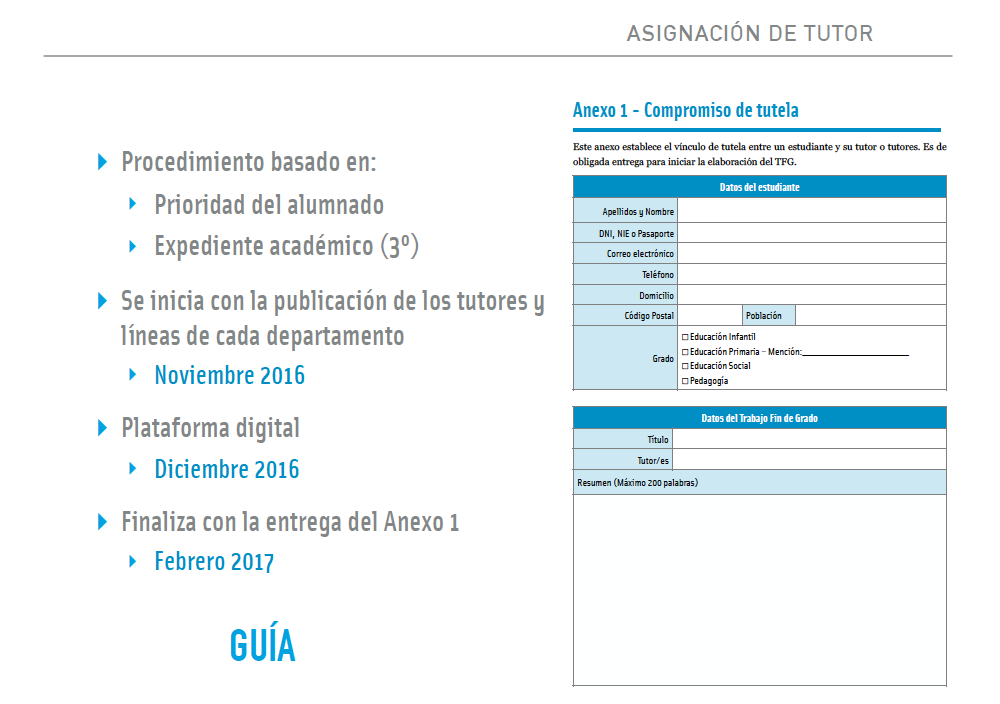 ASIGNACIÓN DE TUTOR
Procedimiento basado en:
Prioridad del alumnado
Expediente académico (3º)
Se inicia con la publicación de los tutores y
líneas de cada departamento
Noviembre 2016
Plataforma digital
Diciembre 2016
Finaliza con la entrega del Anexo 1
Febrero 2017
GUÍA
Anexo 1 - Compromiso de tutela
Este anexo establece el vínculo de tutela entre un estudiante y su tutor o tutores. Es de
obligada entrega para iniciar la elaboración del TFG.
Datos del estudiante
Apellidos y Nombre
DNI, NIE o Pasaporte
Correo electrónico
Teléfono
Domicilio
Código Postal
Población
Grado
Educación Infantil
Educación Primaria – Mención:
Educación Social
Pedagogía
Datos del Trabajo Fin de Grado
Título
Tutor/es
Resumen (Máximo 200 palabras)